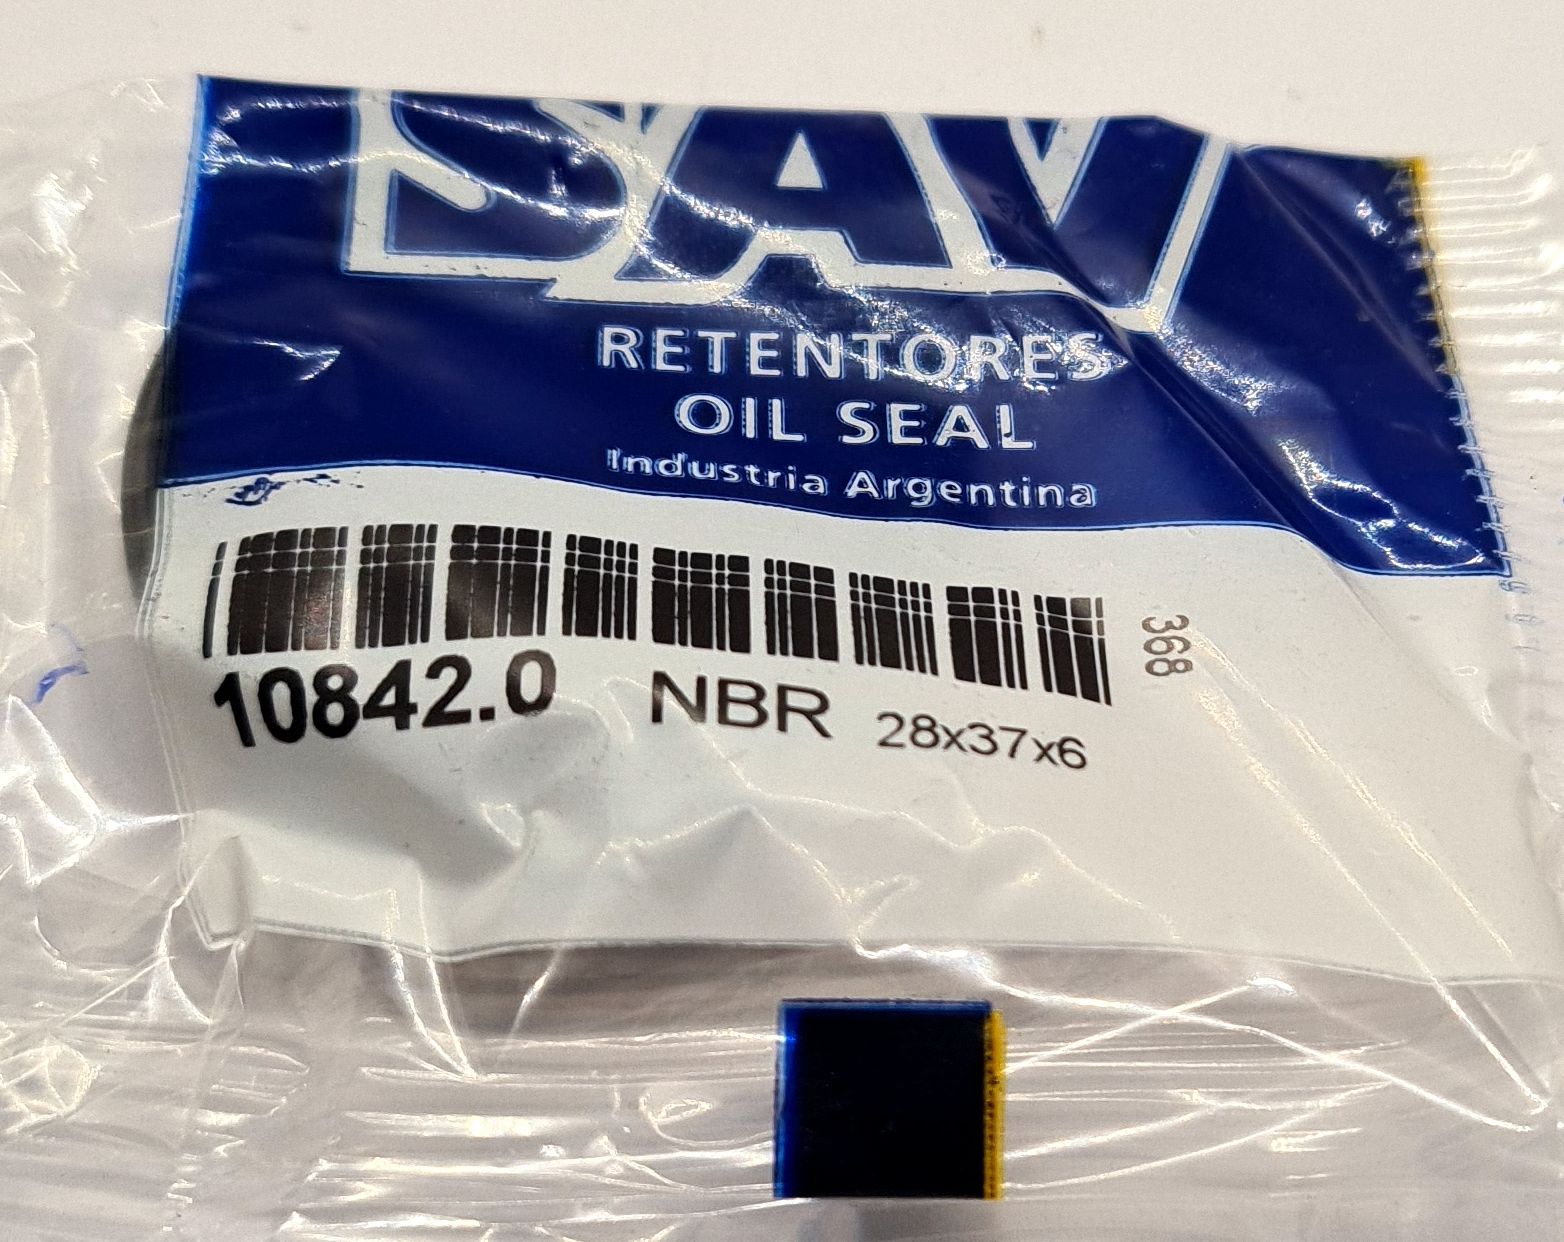 SAV
RETENTORES
OIL SEAL
Industria Argentina
368
10842.0 NBR 28x37x6